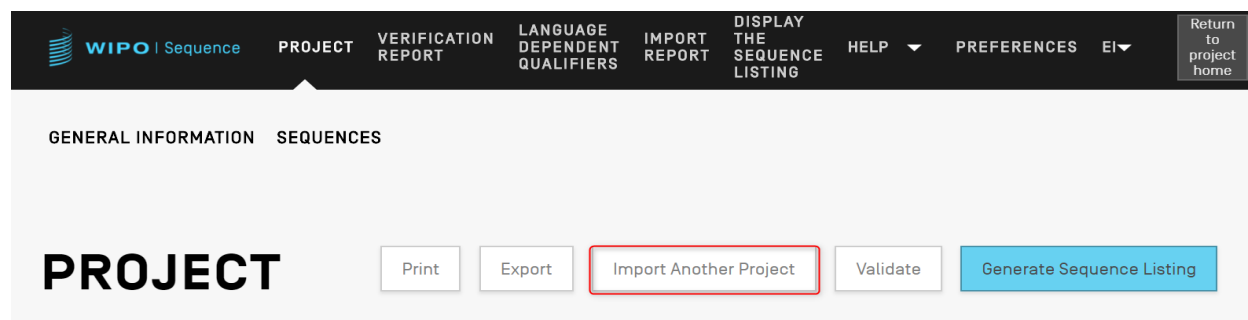 WIPO | Sequence
PROJECT
VERIFICATION
REPORT
LANGUAGE
DEPENDENT
QUALIFIERS
IMPORT
REPORT
DISPLAY
THE
SEQUENCE
LISTING
HELP
PREFERENCES
EI
Return
to
project
home
GENERAL INFORMATION
SEQUENCES
PROJECT
Print
Export
Import Another Project
Validate
Generate Sequence Listing